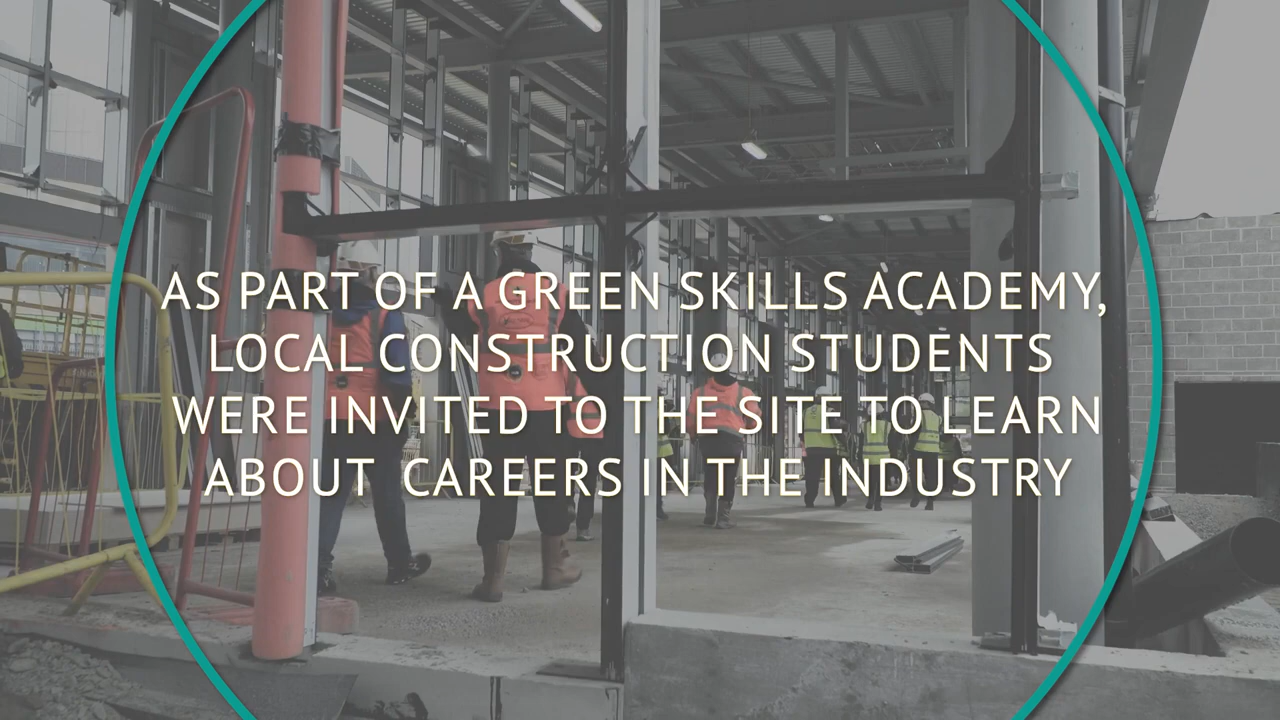 AS PART OF A GREEN SKILLS ACADEMY,
LOCAL CONSTRUCTION STUDENTS
WERE INVITED TO THE SITE TO LEARN
ABOUT CAREERS IN THE INDUSTRY